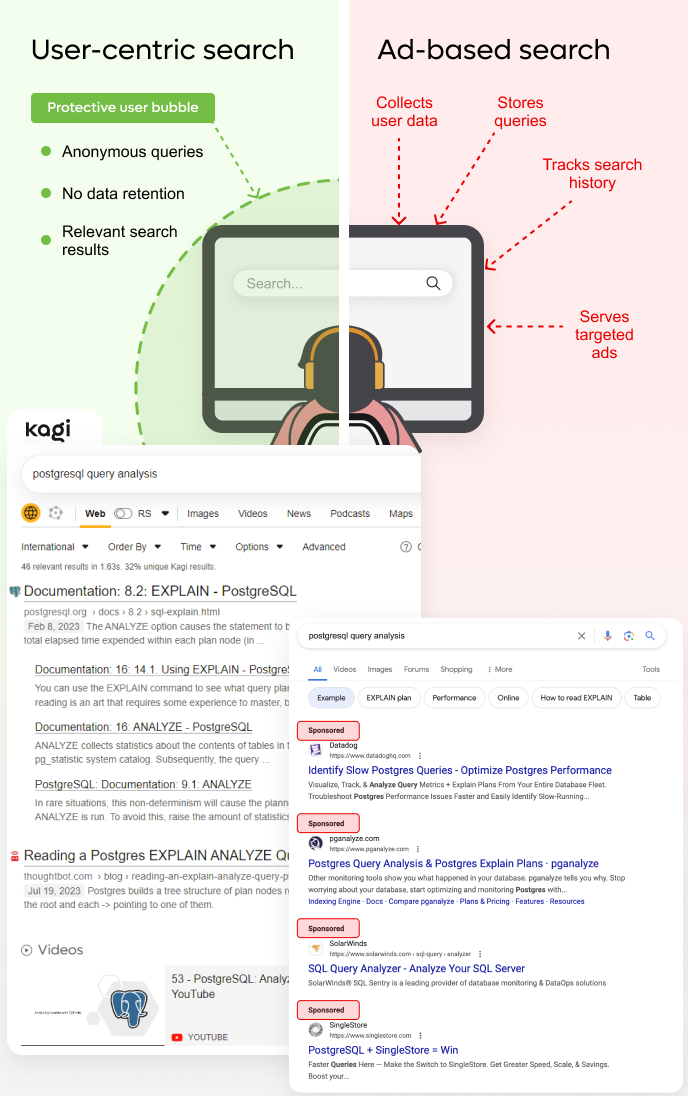 User-centric search
Protective user bubble
Anonymous queries
No data retention
Relevant search
results
Ad-based search
Collects
user data
Stores
queries
Tracks search
history
Serves
targeted
ads
Search...
kagi
postgresql query analysis
Web RS Images Videos News Podcasts Maps
International Order By Time Options Advanced
46 relevant results in 1.63s. 32% unique Kagi results.
Documentation: 8.2: EXPLAIN - PostgreSQL
postgresql.org › docs › 8.2 › sql-explain.html
Feb 8, 2023 The ANALYZE option causes the statement to b
total elapsed time expended within each plan node (in ...
Documentation: 16: 14.1. Using EXPLAIN - Postgre
You can use the EXPLAIN command to see what query plan
reading is an art that requires some experience to master, b
Documentation: 16: ANALYZE - PostgreSQL
ANALYZE collects statistics about the contents of tables in t
pg_statistic system catalog. Subsequently, the query ...
PostgreSQL: Documentation: 9.1: ANALYZE
In rare situations, this non-determinism will cause the planne
ANALYZE is run. To avoid this, raise the amount of statistics
Reading a Postgres EXPLAIN ANALYZE Qu
thoughtbot.com › blog › reading-an-explain-analyze-query-p
Jul 19, 2023 Postgres builds a tree structure of plan nodes r
the root and each -> pointing to one of them.
Videos
53 - PostgreSQL: Analyz
YouTube
YOUTUBE
postgresql query analysis
All Videos Images Forums Shopping More Tools
Example EXPLAIN plan Performance Online How to read EXPLAIN Table
Sponsored
Datadog
https://www.datadoghq.com
Identify Slow Postgres Queries - Optimize Postgres Performance
Visualize, Track, & Analyze Query Metrics + Explain Plans From Your Entire Database Fleet.
Troubleshoot Postgres Performance Issues Faster and Easily Identify Slow-Running...
Sponsored
pganalyze.com
https://www.pganalyze.com
Postgres Query Analysis & Postgres Explain Plans · pganalyze
Other monitoring tools show you what happened in your database. pganalyze tells you why. Stop
worrying about your database, start optimizing and monitoring Postgres with...
Indexing Engine · Docs · Compare pganalyze · Plans & Pricing · Features · Resources
Sponsored
SolarWinds
https://www.solarwinds.com › sql-query › analyzer
SQL Query Analyzer - Analyze Your SQL Server
SolarWinds® SQL Sentry is a leading provider of database monitoring & DataOps solutions
Sponsored
SingleStore
https://www.singlestore.com
PostgreSQL + SingleStore = Win
Faster Queries Here — Make the Switch to SingleStore. Get Greater Speed, Scale, & Savings.
Boost your...